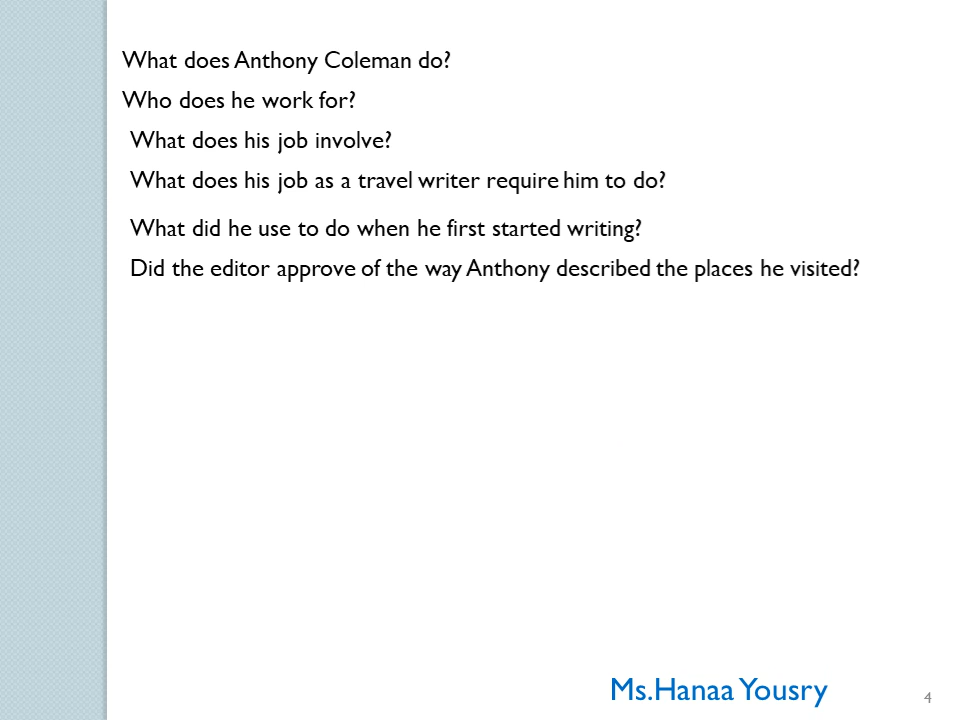 What does Anthony Coleman do?
Who does he work for?
What does his job involve?
What does his job as a travel writer require him to do?
What did he use to do when he first started writing?
Did the editor approve of the way Anthony described the places he visited?
Ms.Hanaa Yousry
4